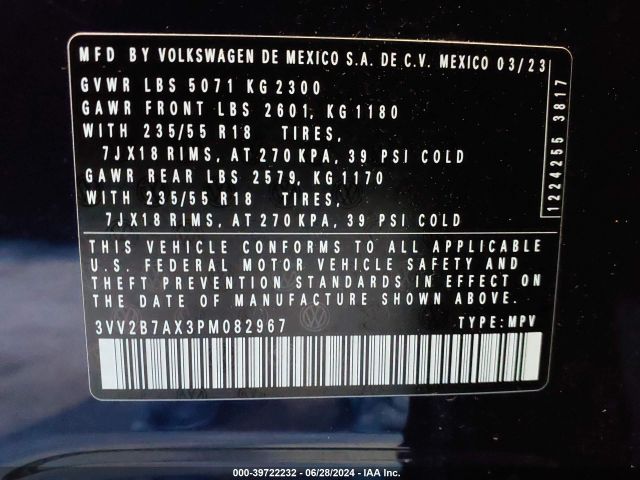 MFD BY VOLKSWAGEN DE MEXICO S.A. DE C.V. MEXICO 03/23
GVWR LBS 5071 KG 2300
GAWR FRONT LBS 2601, KG 1180
WITH 235/55 R18 TIRES,
7JX18 RIMS, AT 270 KPA, 39 PSI COLD
GAWR REAR LBS 2579, KG 1170
WITH 235/55 R18 TIRES,
7JX18 RIMS, AT 270 KPA, 39 PSI COLD
1224255 3817
THIS VEHICLE CONFORMS TO ALL APPLICABLE
U.S. FEDERAL MOTOR VEHICLE SAFETY AND
THEFT PREVENTION STANDARDS IN EFFECT ON
THE DATE OF MANUFACTURE SHOWN ABOVE.
3VV2B7AX3PM082967 TYPE: MPV
000-39722232 - 06/28/2024 - IAA Inc.